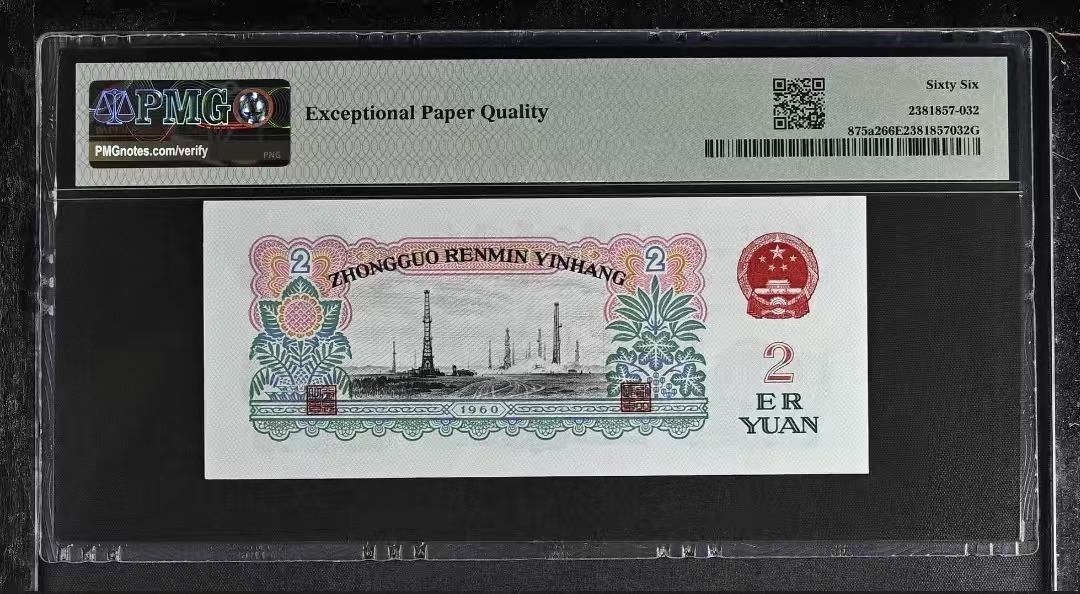 PMG
PMGnotes.com/verify
PMG
Exceptional Paper Quality
Sixty Six
2381857-032
875a266E2381857032G
2
ZHONGGUO RENMIN YINHANG
2
1960
2
ER
YUAN